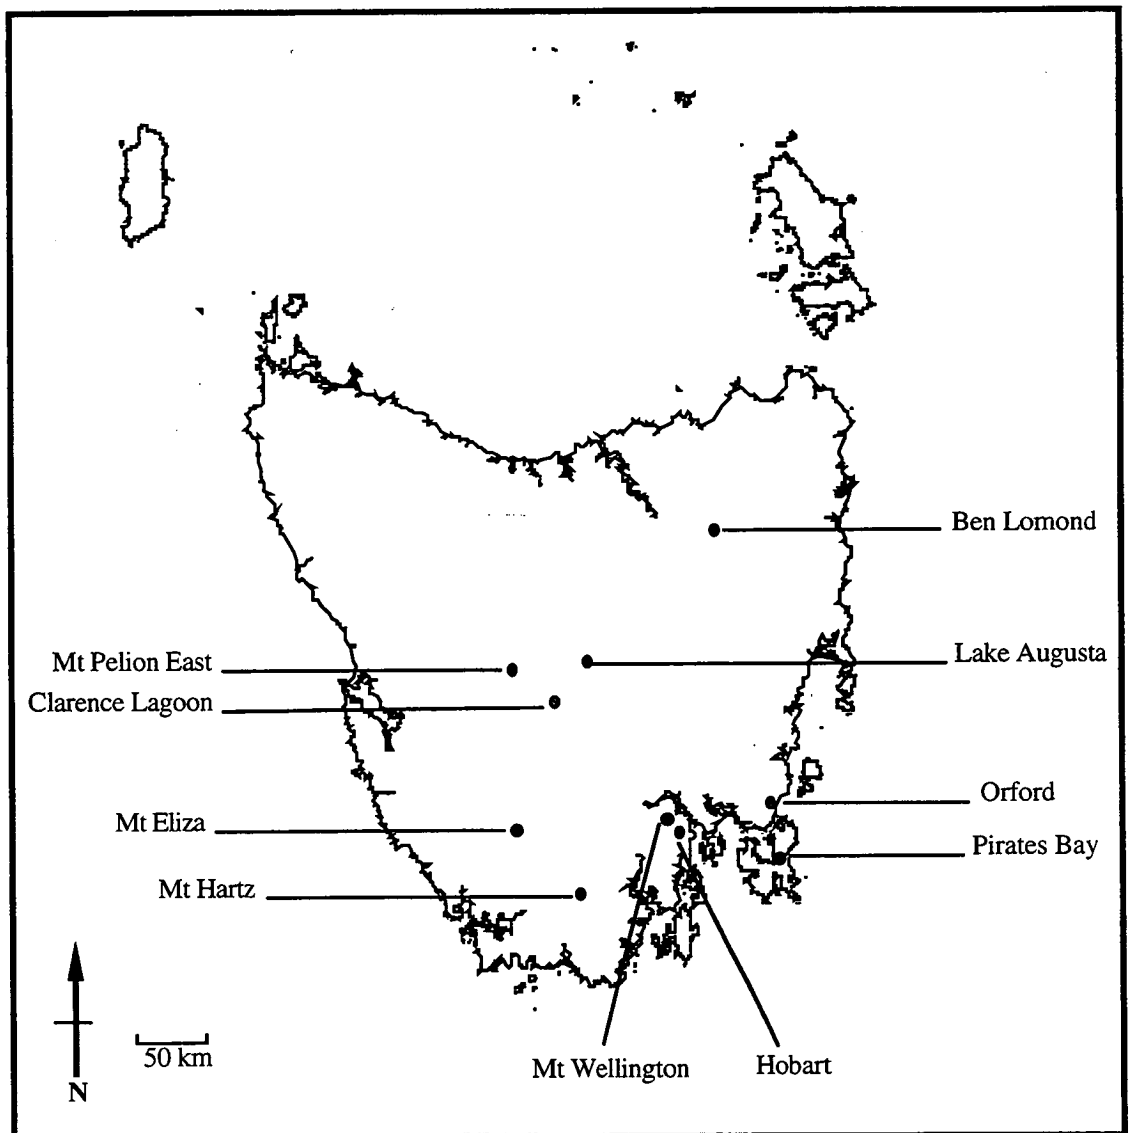 Ben Lomond
Mt Pelion East
Lake Augusta
Clarence Lagoon
Orford
Mt Eliza
Pirates Bay
Mt Hartz
50 km
N
Mt Wellington
Hobart